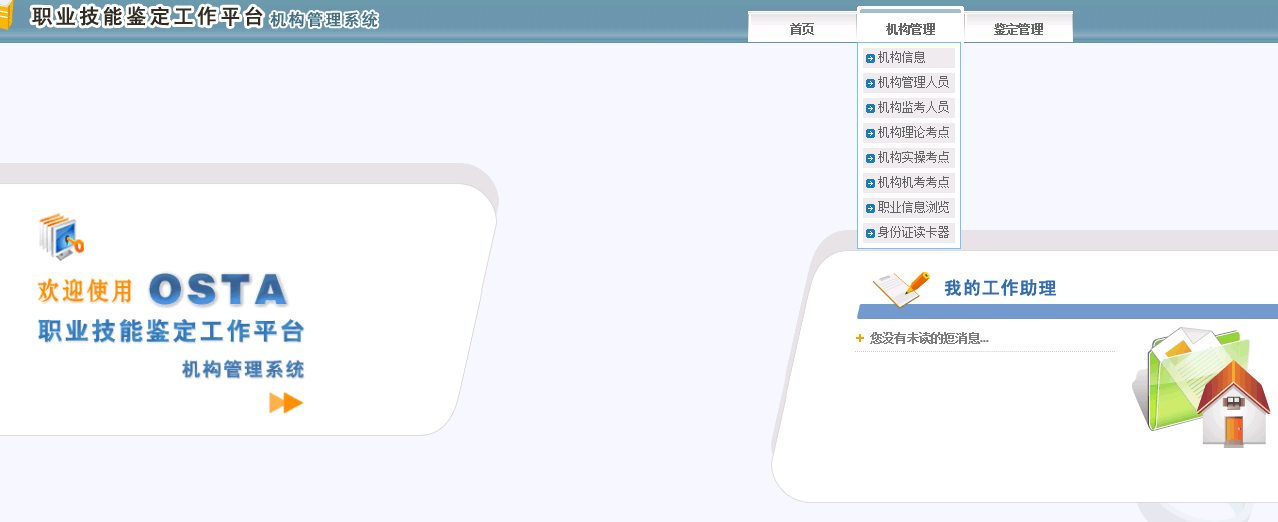 职业技能鉴定工作平台 机构管理系统
首页 机构管理 鉴定管理
机构信息
机构管理人员
机构监考人员
机构理论考点
机构实操考点
机构机考考点
职业信息浏览
身份证读卡器
欢迎使用 OSTA
职业技能鉴定工作平台
机构管理系统
我的工作助理
您没有未读的短消息...